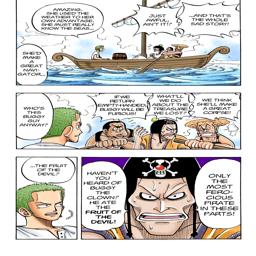 AMAZING.
SHE USED THE
WEATHER TO HER
OWN ADVANTAGE.
SHE MUST REALLY
KNOW THE SEAS...
SHE'D
MAKE
A GREAT
NAVI-
GATOR...
JUST
AWFUL,
AIN'T IT!
AND THAT'S
THE WHOLE
SAD STORY!
WHO'S
THIS
BUGGY GUY
ANYWAY?
IF WE
RETURN
EMPTY-HANDED,
BUGGY WILL BE
FURIOUS!
WHAT'LL
WE DO
ABOUT THE
TREASURE
WE LOST?
WE THINK
SHE'LL MAKE
A GREAT
CORPSE!
...THE FRUIT
OF THE
DEVIL?
HAVEN'T
YOU HEARD
OF BUGGY
THE
CLOWN?
HE ATE
THE
FRUIT OF
THE
DEVIL!
ONLY
THE
MOST
FERO-
CIOUS
PIRATE
IN THESE
PARTS!